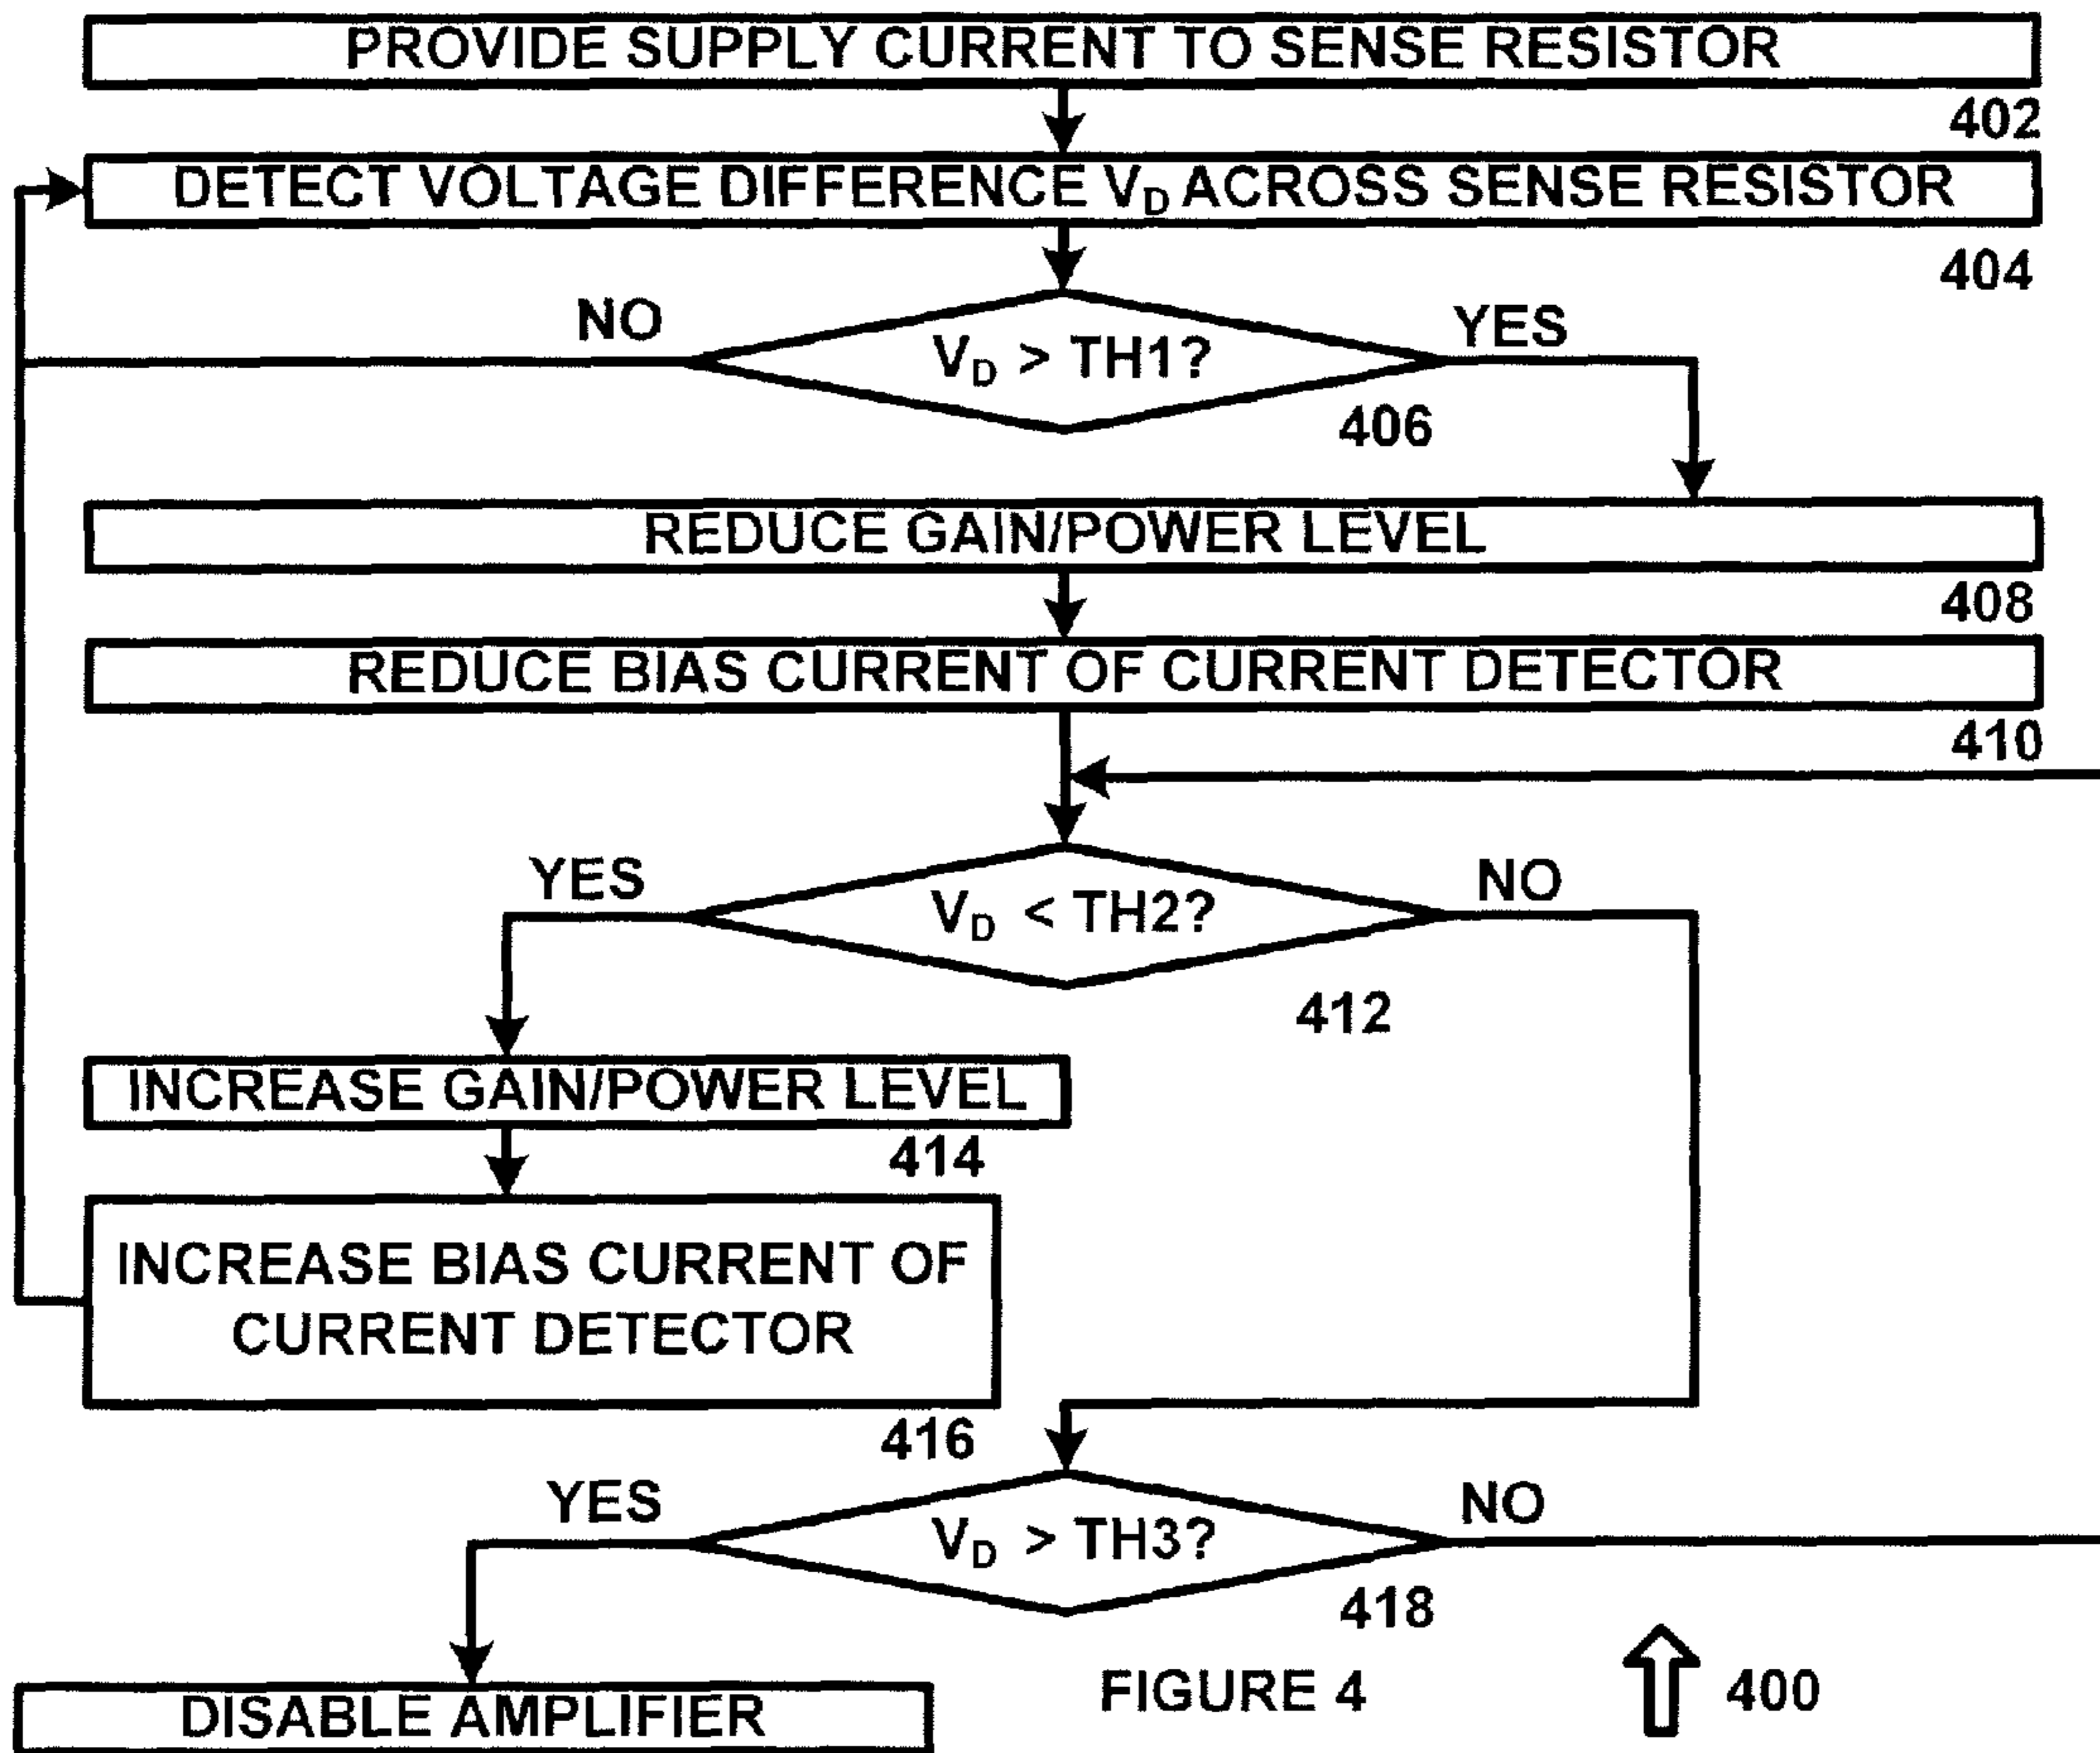 PROVIDE SUPPLY CURRENT TO SENSE RESISTOR
402
DETECT VOLTAGE DIFFERENCE VD ACROSS SENSE RESISTOR
404
NO
YES
VD > TH1?
406
REDUCE GAIN/POWER LEVEL
408
REDUCE BIAS CURRENT OF CURRENT DETECTOR
410
YES
NO
VD < TH2?
412
INCREASE GAIN/POWER LEVEL
414
INCREASE BIAS CURRENT OF
CURRENT DETECTOR
416
YES
NO
VD > TH3?
418
FIGURE 4
400
DISABLE AMPLIFIER